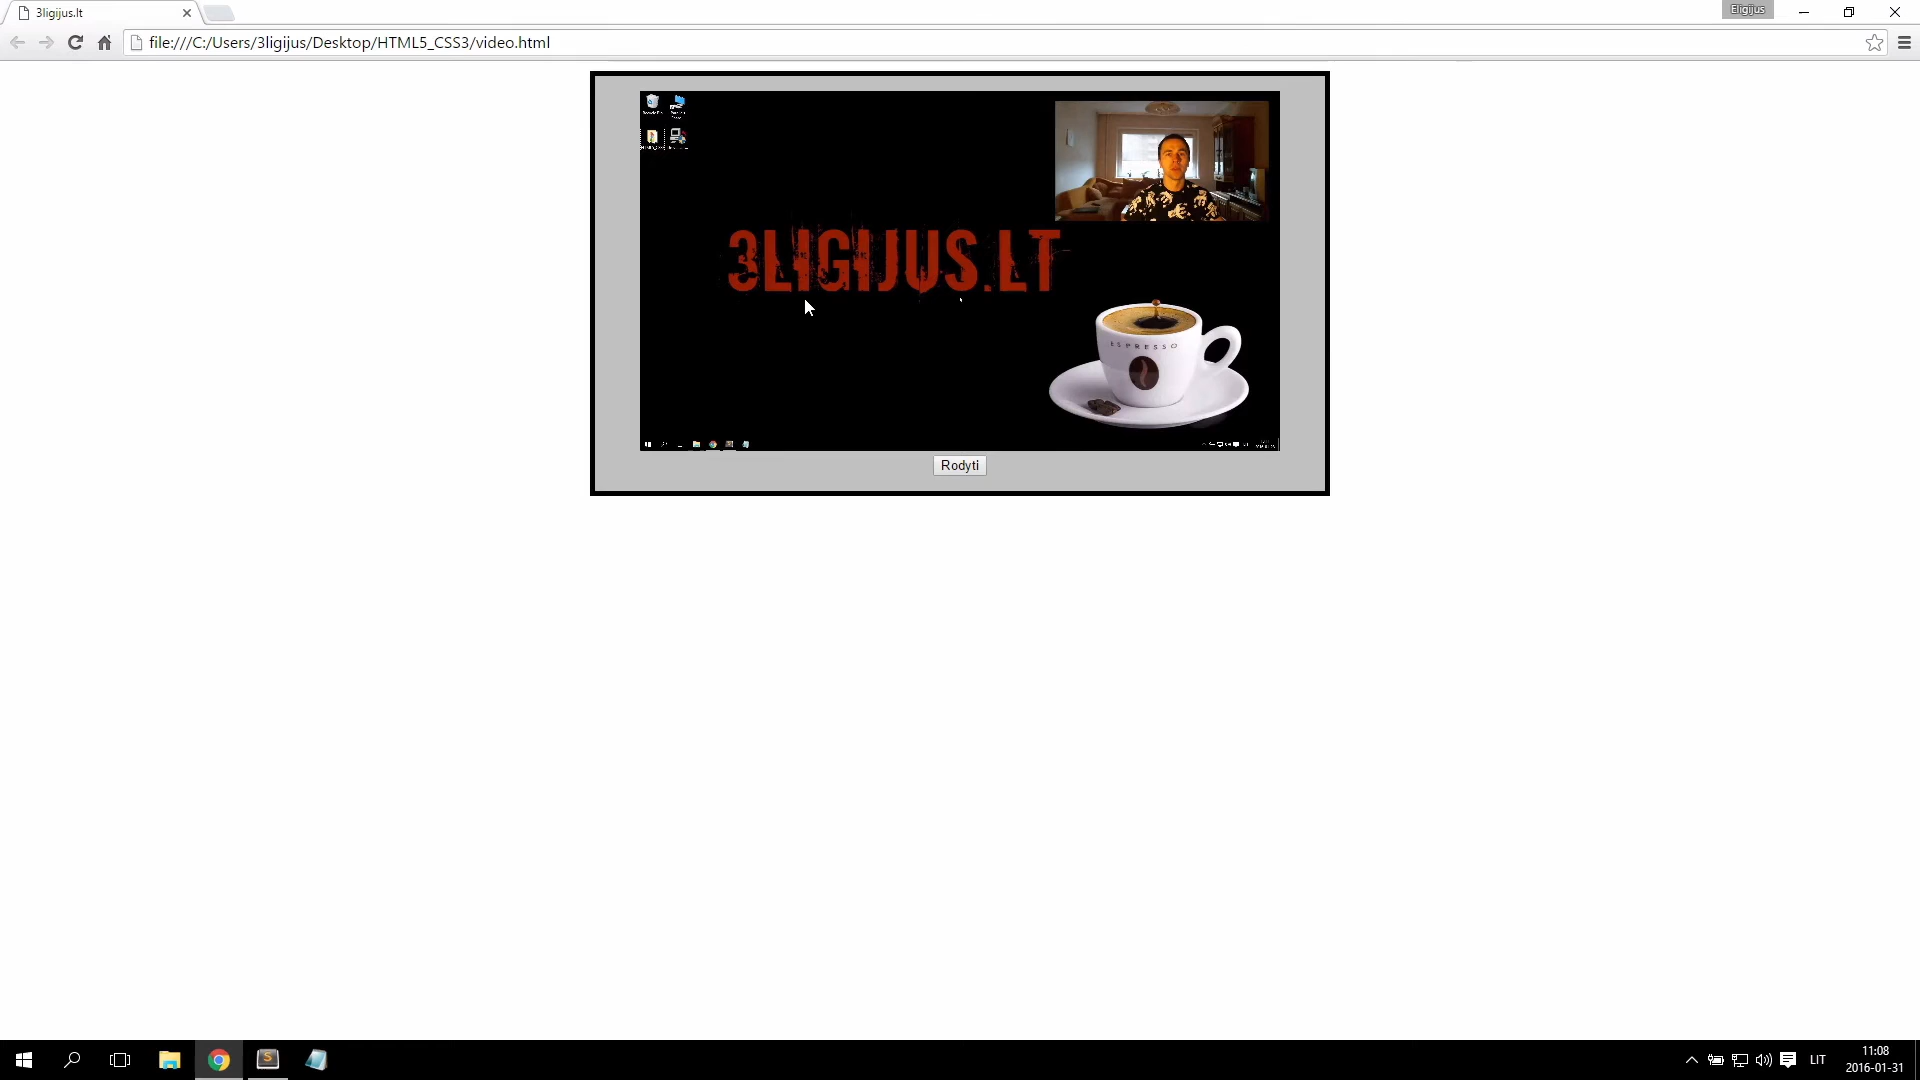 3ligijus.lt
Eligijus
file:///C:/Users/3ligijus/Desktop/HTML5_CSS3/video.html
3LIGIJUS.LT
ESPRESSO
Rodyti
LIT
11:08
2016-01-31